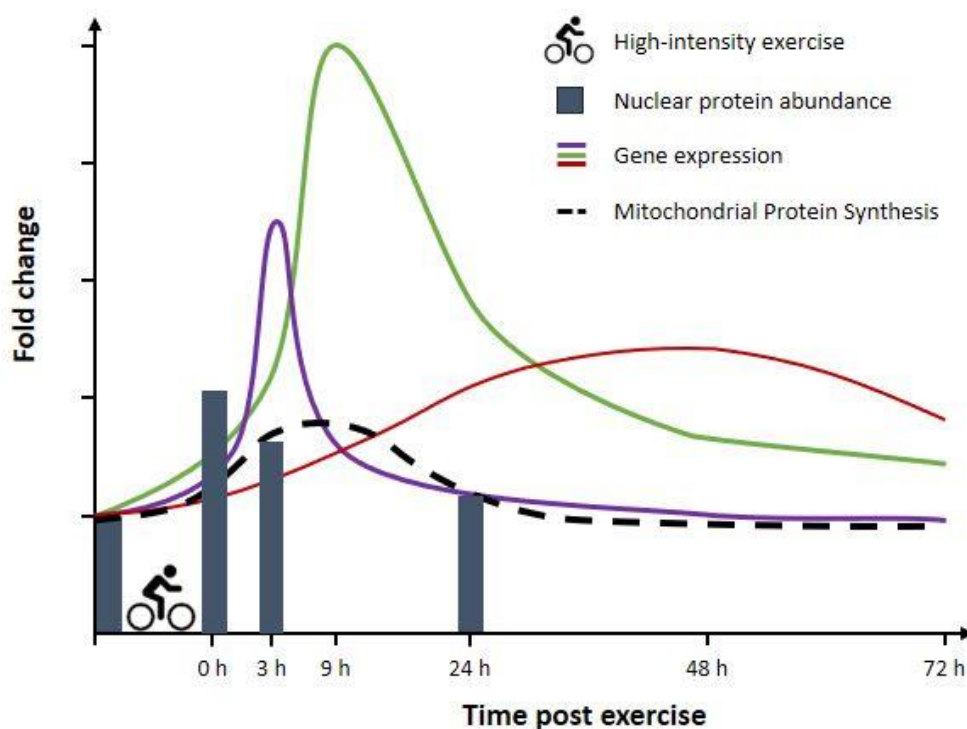 High-intensity exercise
Nuclear protein abundance
Gene expression
Mitochondrial Protein Synthesis
Fold change
0 h 3 h 9 h 24 h 48 h 72 h
Time post exercise